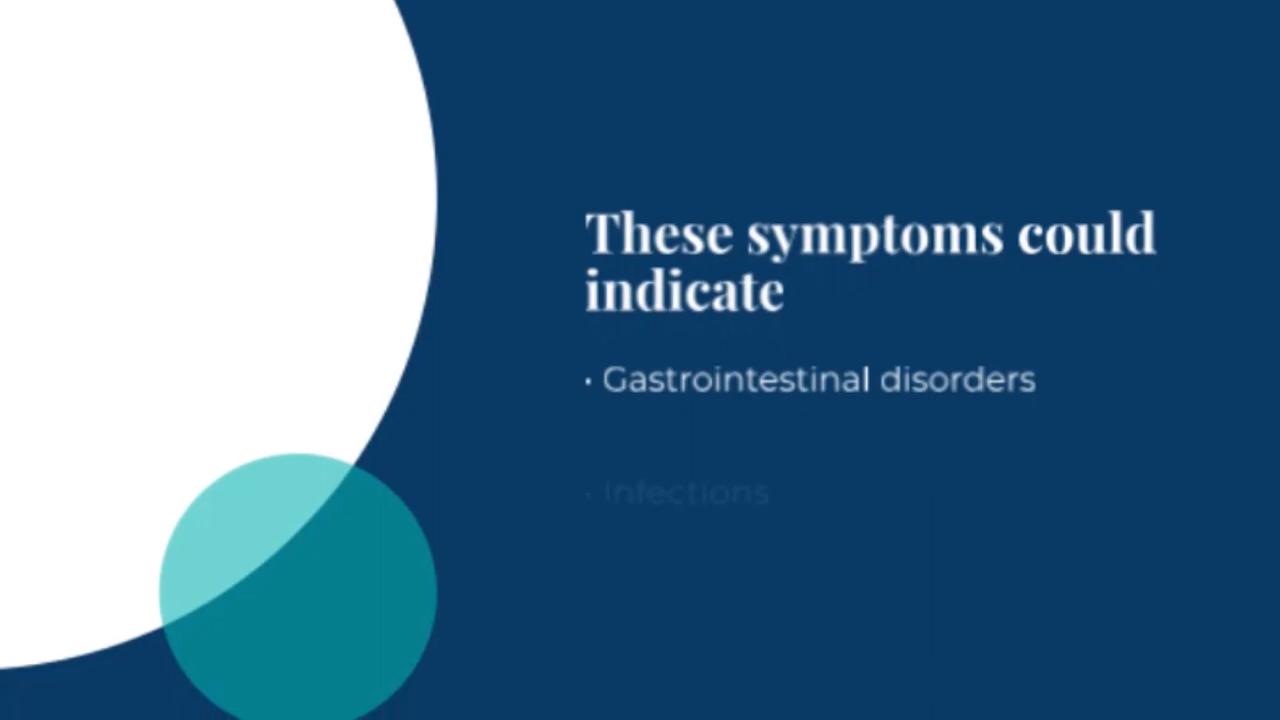 These symptoms could
indicate
· Gastrointestinal disorders
· Infections